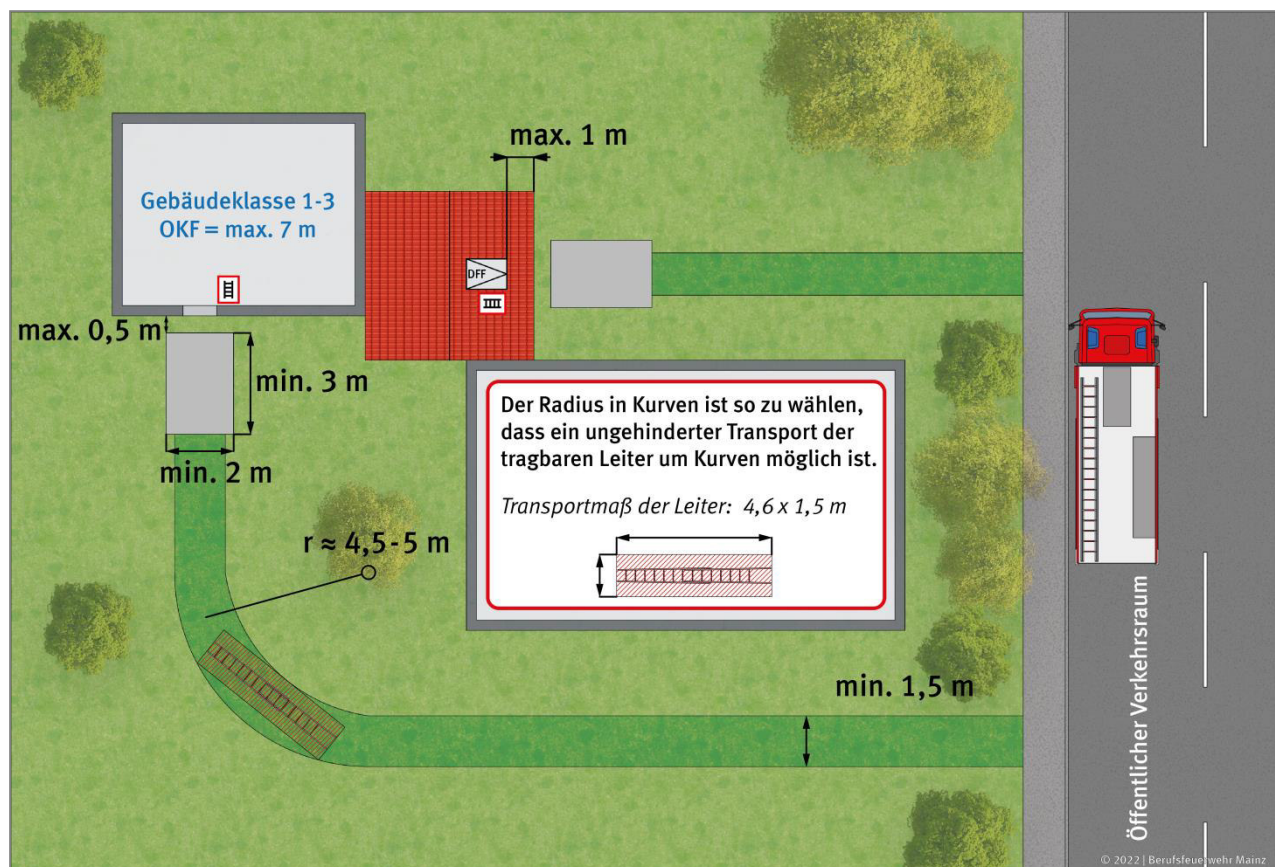 max. 1 m
Gebäudeklasse 1-3
OKF = max. 7 m
DFF
max. 0,5 m
min. 3 m
min. 2 m
r ≈ 4,5 - 5 m
Der Radius in Kurven ist so zu wählen,
dass ein ungehinderter Transport der
tragbaren Leiter um Kurven möglich ist.
Transportmaß der Leiter: 4,6 x 1,5 m
min. 1,5 m
Öffentlicher Verkehrsraum
© 2022 | Berufsfeuerwehr Mainz